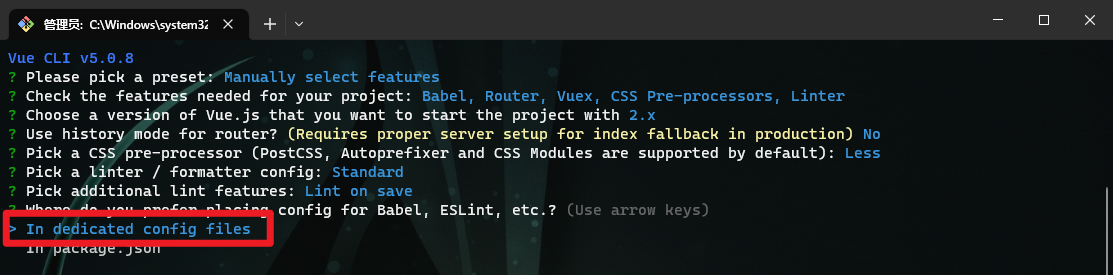 管理员: C:\Windows\system32
Vue CLI v5.0.8
? Please pick a preset: Manually select features
? Check the features needed for your project: Babel, Router, Vuex, CSS Pre-processors, Linter
? Choose a version of Vue.js that you want to start the project with 2.x
? Use history mode for router? (Requires proper server setup for index fallback in production) No
? Pick a CSS pre-processor (PostCSS, Autoprefixer and CSS Modules are supported by default): Less
? Pick a linter / formatter config: Standard
? Pick additional lint features: Lint on save
? Where do you prefer placing config for Babel, ESLint, etc.? (Use arrow keys)
> In dedicated config files
In package.json